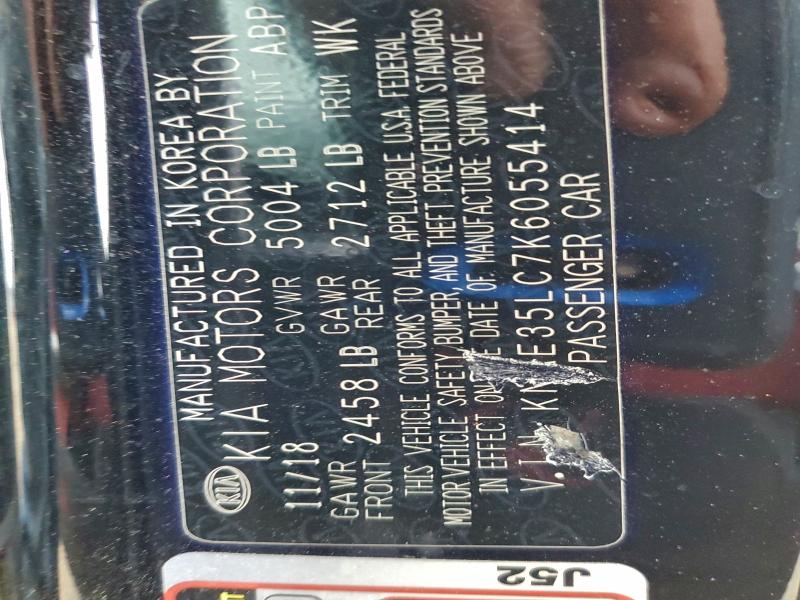 KIA
MANUFACTURED IN KOREA BY
KIA MOTORS CORPORATION
11/18 GVWR 5004 LB PAINT ABP
GAWR FRONT 2458 LB GAWR REAR 2712 LB TRIM WK
THIS VEHICLE CONFORMS TO ALL APPLICABLE U.S.A. FEDERAL
MOTOR VEHICLE SAFETY, BUMPER, AND THEFT PREVENTION STANDARDS
IN EFFECT ON DATE OF MANUFACTURE SHOWN ABOVE
E35LC7K6055414
PASSENGER CAR
J52